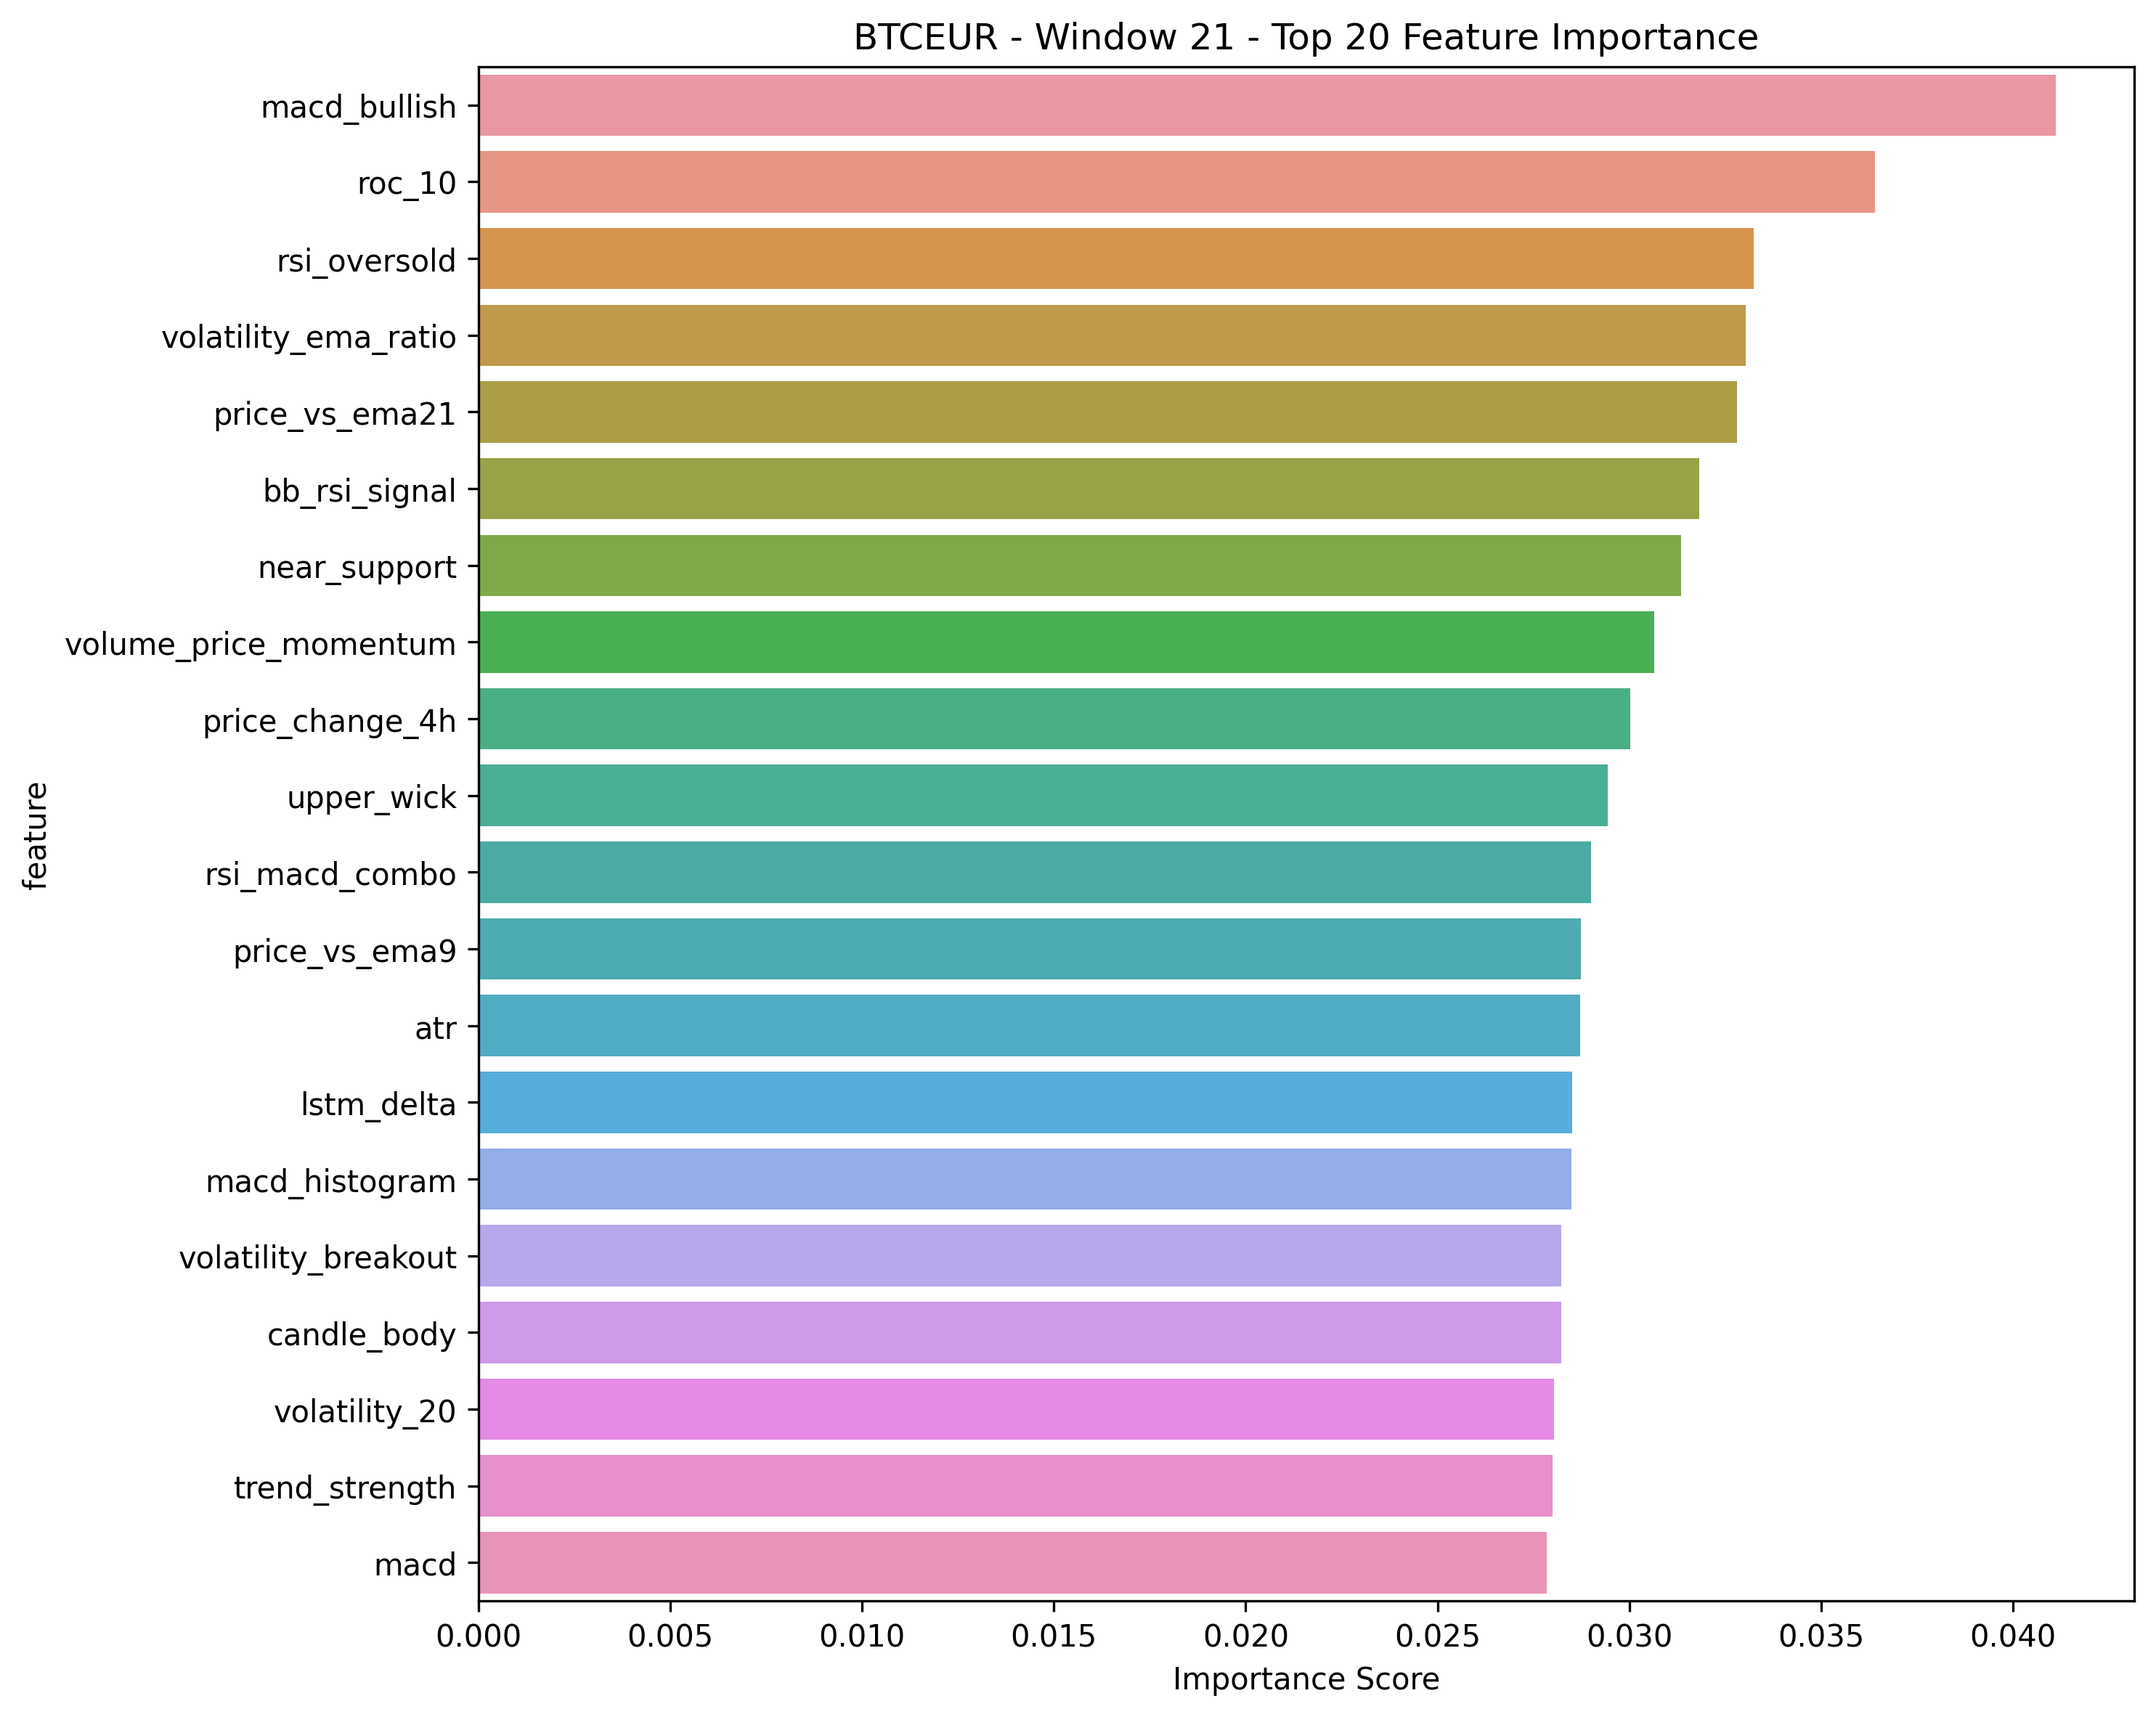 BTCEUR - Window 21 - Top 20 Feature Importance
macd_bullish
roc_10
rsi_oversold
volatility_ema_ratio
price_vs_ema21
bb_rsi_signal
near_support
volume_price_momentum
price_change_4h
upper_wick
rsi_macd_combo
price_vs_ema9
atr
lstm_delta
macd_histogram
volatility_breakout
candle_body
volatility_20
trend_strength
macd
feature
0.000 0.005 0.010 0.015 0.020 0.025 0.030 0.035 0.040
Importance Score